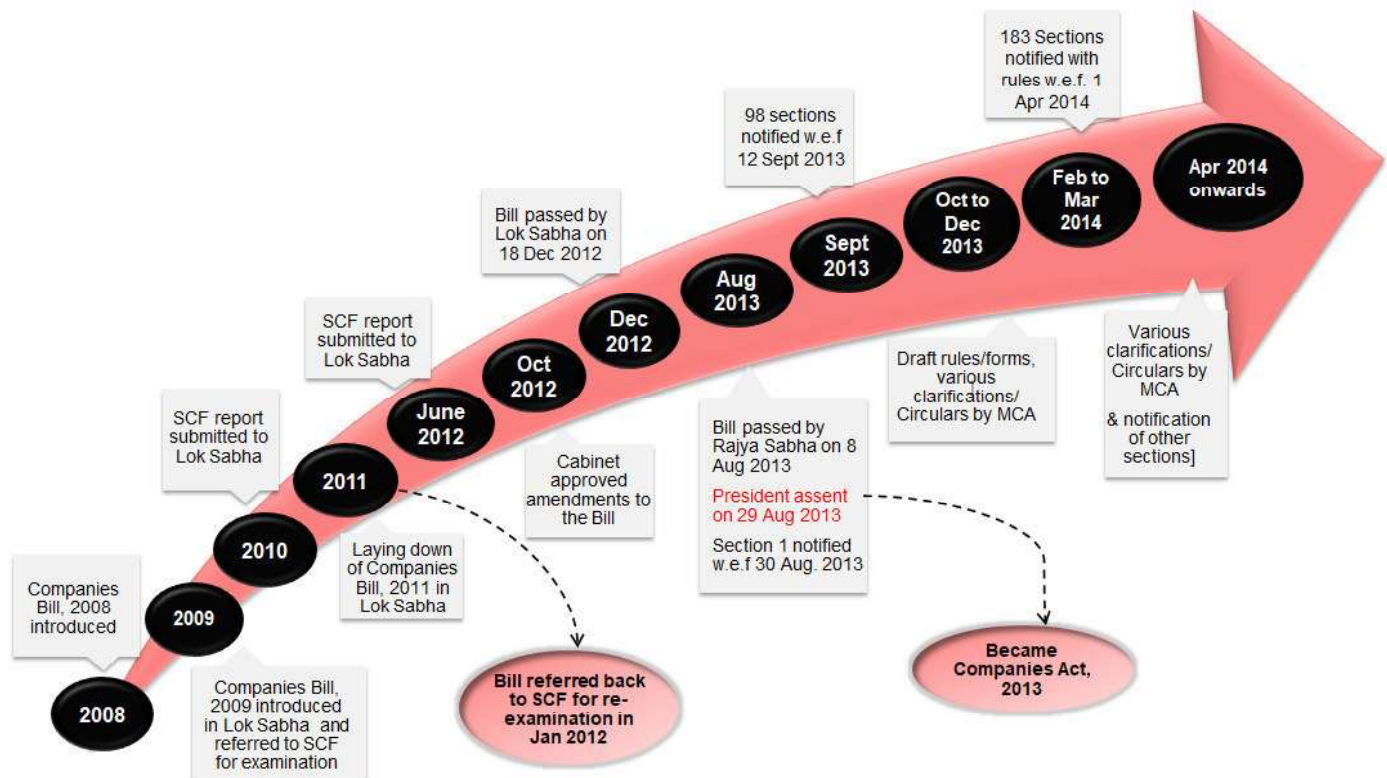 2008
Companies
Bill, 2008
introduced
2009
Companies Bill,
2009 introduced
in Lok Sabha and
referred to SCF
for examination
2010
SCF report
submitted to
Lok Sabha
2011
Laying down
of Companies
Bill, 2011 in
Lok Sabha
Bill referred back
to SCF for re-
examination in
Jan 2012
June
2012
SCF report
submitted to
Lok Sabha
Oct
2012
Cabinet
approved
amendments to
the Bill
Dec
2012
Bill passed by
Lok Sabha on
18 Dec 2012
Aug
2013
Bill passed by
Rajya Sabha on 8
Aug 2013
President assent
on 29 Aug 2013
Section 1 notified
w.e.f 30 Aug. 2013
Became
Companies Act,
2013
Sept
2013
98 sections
notified w.e.f
12 Sept 2013
Oct to
Dec
2013
Draft rules/forms,
various
clarifications/
Circulars by MCA
Feb to
Mar
2014
183 Sections
notified with
rules w.e.f. 1
Apr 2014
Apr 2014
onwards
Various
clarifications/
Circulars by
MCA
& notification
of other
sections]